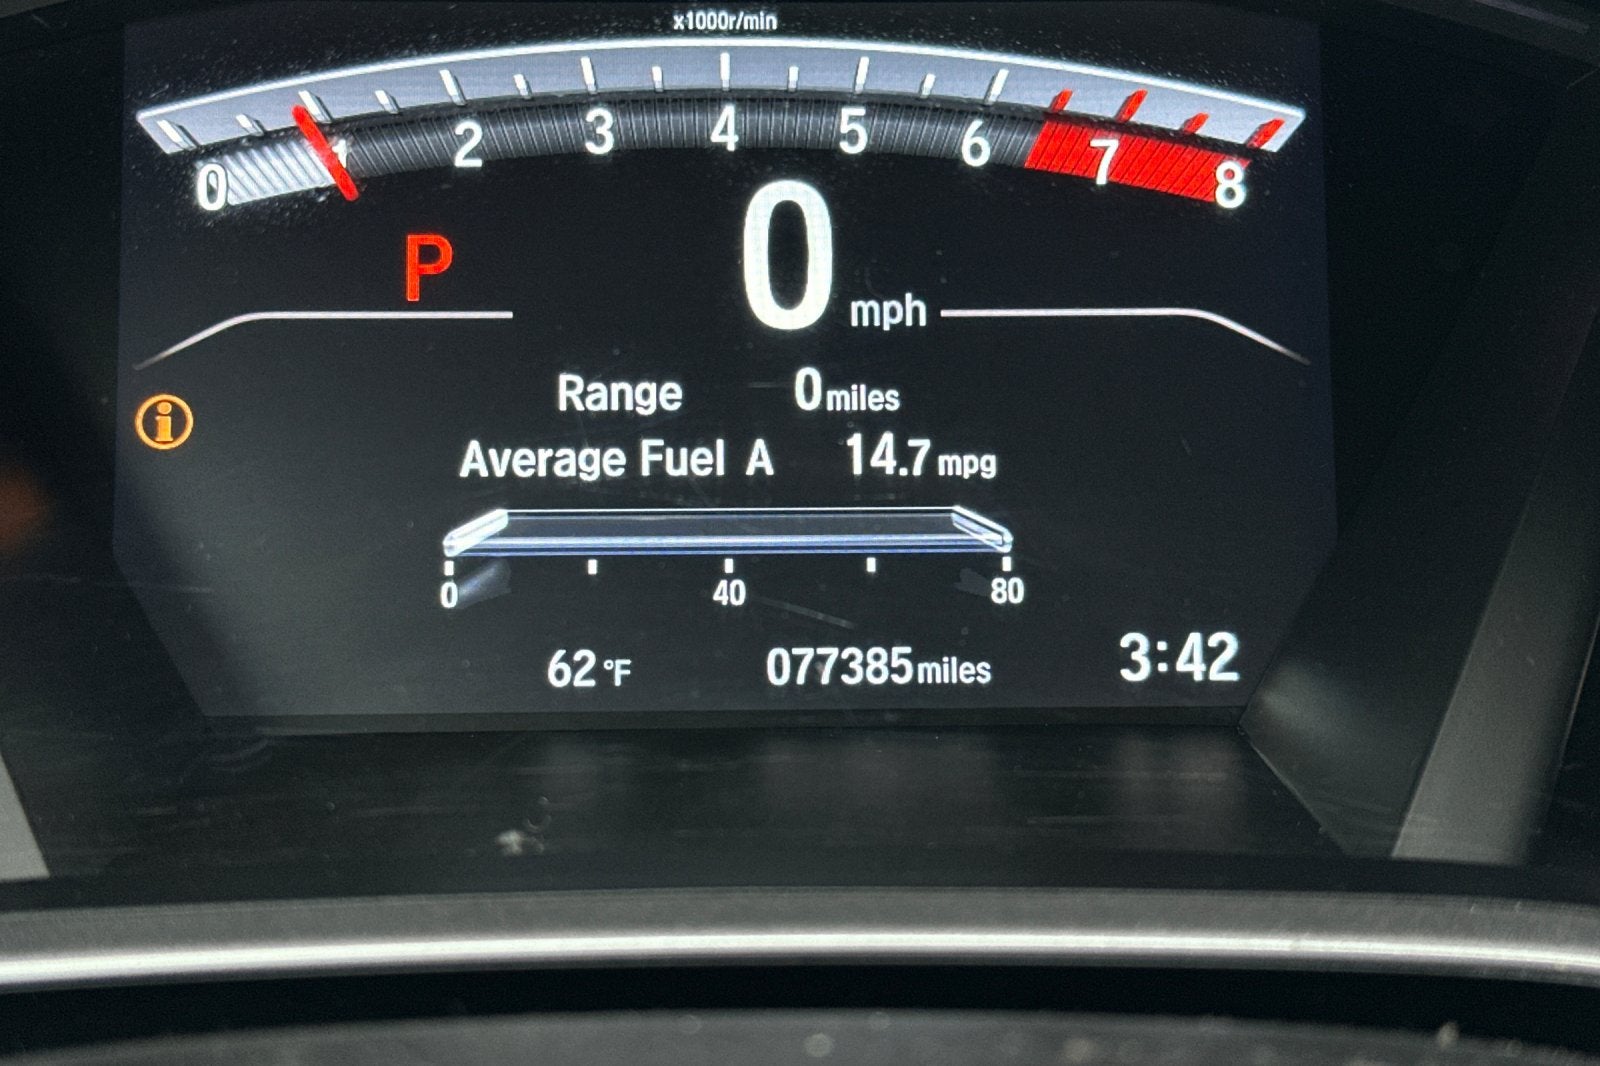 x1000r/min
0 1 2 3 4 5 6 7 8
P
0 mph
Range 0 miles
i
Average Fuel A 14.7 mpg
0 40 80
62 °F 077385 miles 3:42